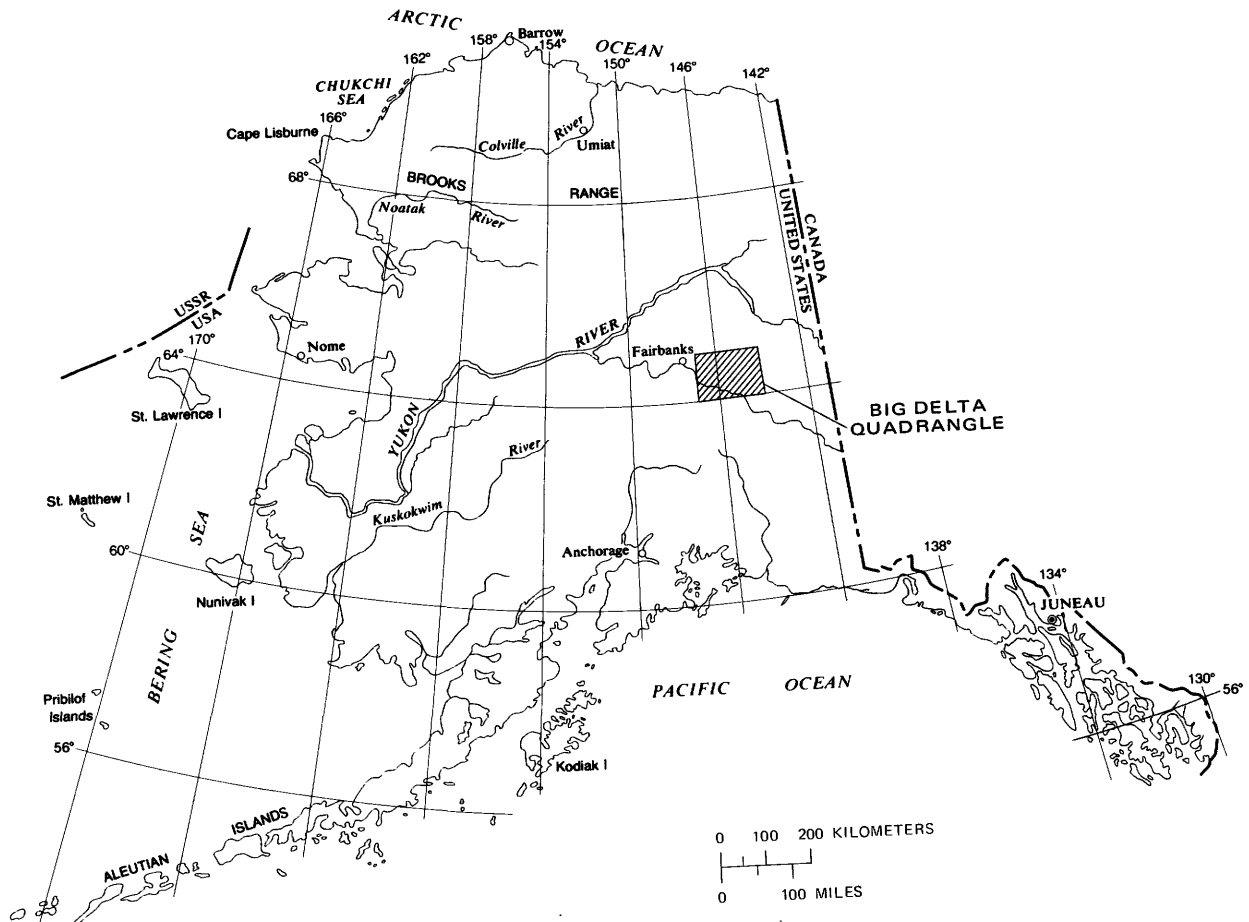 ARCTIC OCEAN
Barrow
158°
154°
162°
150°
146°
142°
CHUKCHI
SEA
166°
Cape Lisburne
Colville River
Umiat
68°
BROOKS RANGE
Noatak River
CANADA
UNITED STATES
USSR
USA
170°
64°
Nome
YUKON RIVER
Fairbanks
St. Lawrence I
BIG DELTA
QUADRANGLE
Kuskokwim River
St. Matthew I
BERING SEA
60°
Nunivak I
Anchorage
138°
134°
JUNEAU
130°
56°
PACIFIC OCEAN
Pribilof
Islands
56°
Kodiak I
ALEUTIAN ISLANDS
0 100 200 KILOMETERS
0 100 MILES